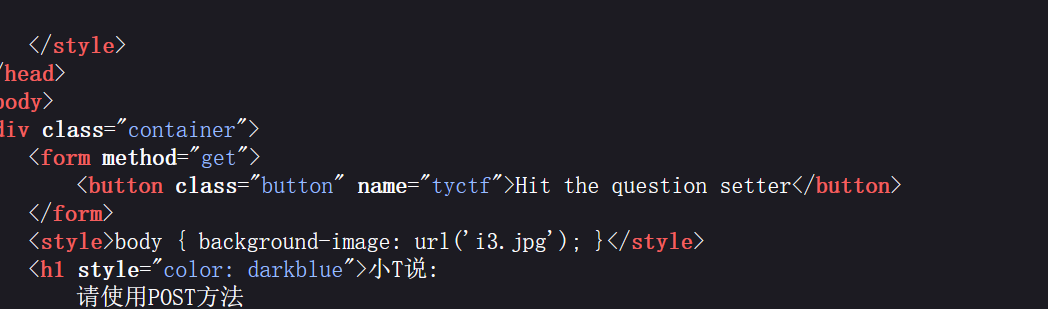 </style>
/head>
body>
div class="container">
<form method="get">
<button class="button" name="tyctf">Hit the question setter</button>
</form>
<style>body { background-image: url('i3.jpg'); }</style>
<h1 style="color: darkblue">小T说:
请使用POST方法